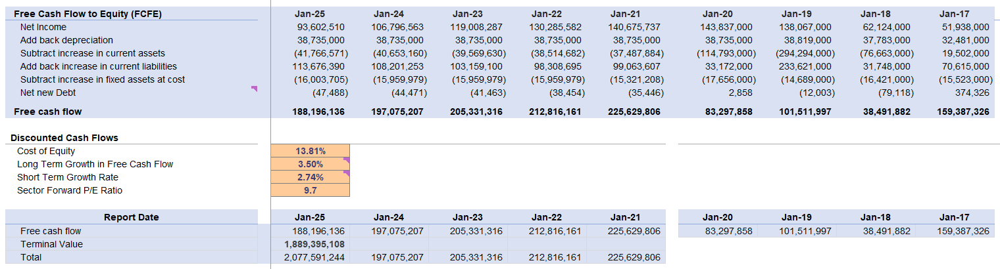 Free Cash Flow to Equity (FCFE) Jan-25 Jan-24 Jan-23 Jan-22 Jan-21 Jan-20 Jan-19 Jan-18 Jan-17
Net Income 93,602,510 106,796,563 119,008,287 130,285,582 140,675,737 143,837,000 138,067,000 62,124,000 51,938,000
Add back depreciation 38,735,000 38,735,000 38,735,000 38,735,000 38,735,000 38,735,000 38,819,000 37,783,000 32,481,000
Subtract increase in current assets (41,766,571) (40,653,160) (39,569,630) (38,514,682) (37,487,884) (114,793,000) (294,294,000) (76,663,000) 19,502,000
Add back increase in current liabilities 113,676,390 108,201,253 103,159,100 98,308,695 99,063,607 33,172,000 233,621,000 31,748,000 70,615,000
Subtract increase in fixed assets at cost (16,003,705) (15,959,979) (15,959,979) (15,959,979) (15,321,208) (17,656,000) (14,689,000) (16,421,000) (15,523,000)
Net new Debt (47,488) (44,471) (41,463) (38,454) (35,446) 2,858 (12,003) (79,118) 374,326
Free cash flow 188,196,136 197,075,207 205,331,316 212,816,161 225,629,806 83,297,858 101,511,997 38,491,882 159,387,326
Discounted Cash Flows
Cost of Equity 13.81%
Long Term Growth in Free Cash Flow 3.50%
Short Term Growth Rate 2.74%
Sector Forward P/E Ratio 9.7
Report Date Jan-25 Jan-24 Jan-23 Jan-22 Jan-21 Jan-20 Jan-19 Jan-18 Jan-17
Free cash flow 188,196,136 197,075,207 205,331,316 212,816,161 225,629,806 83,297,858 101,511,997 38,491,882 159,387,326
Terminal Value 1,889,395,108
Total 2,077,591,244 197,075,207 205,331,316 212,816,161 225,629,806